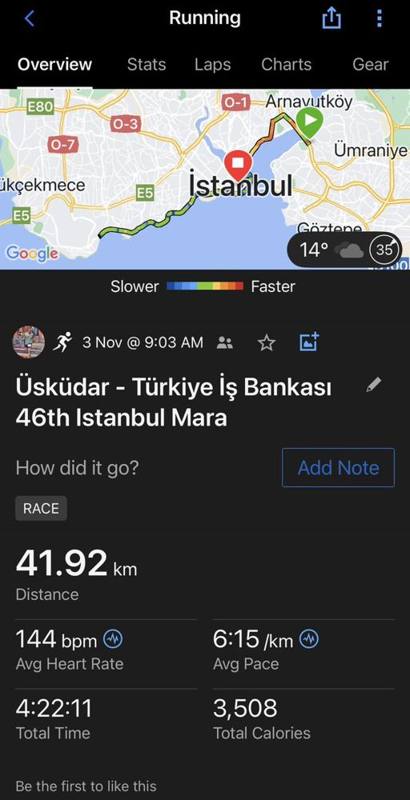 Running
Overview Stats Laps Charts Gear
E80
O-1
Arnavutköy
O-3
O-7
Ümraniye
ükçekmece
E5
İstanbul
E5
Göztepe
Google
14° 35
Slower Faster
3 Nov @ 9:03 AM
Üsküdar - Türkiye İş Bankası
46th Istanbul Mara
How did it go?
Add Note
RACE
41.92 km
Distance
144 bpm 6:15 /km
Avg Heart Rate Avg Pace
4:22:11 3,508
Total Time Total Calories
Be the first to like this